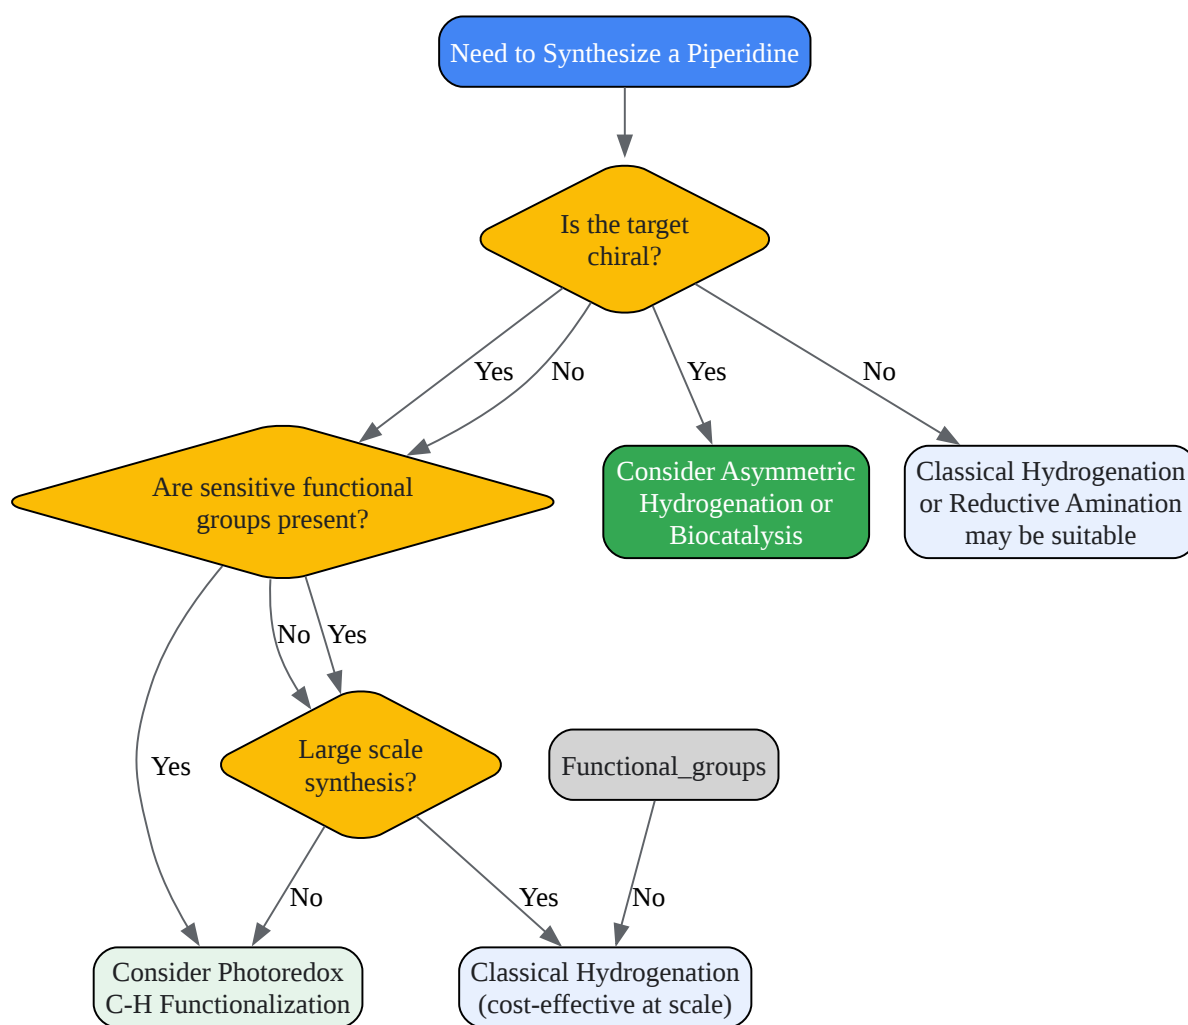 Need to Synthesize a Piperidine
Is the target
chiral?
Yes
No
Yes
No
Are sensitive functional
groups present?
Consider Asymmetric
Hydrogenation or
Biocatalysis
Classical Hydrogenation
or Reductive Amination
may be suitable
No
Yes
Yes
Large scale
synthesis?
Functional_groups
No
Yes
No
Consider Photoredox
C-H Functionalization
Classical Hydrogenation
(cost-effective at scale)